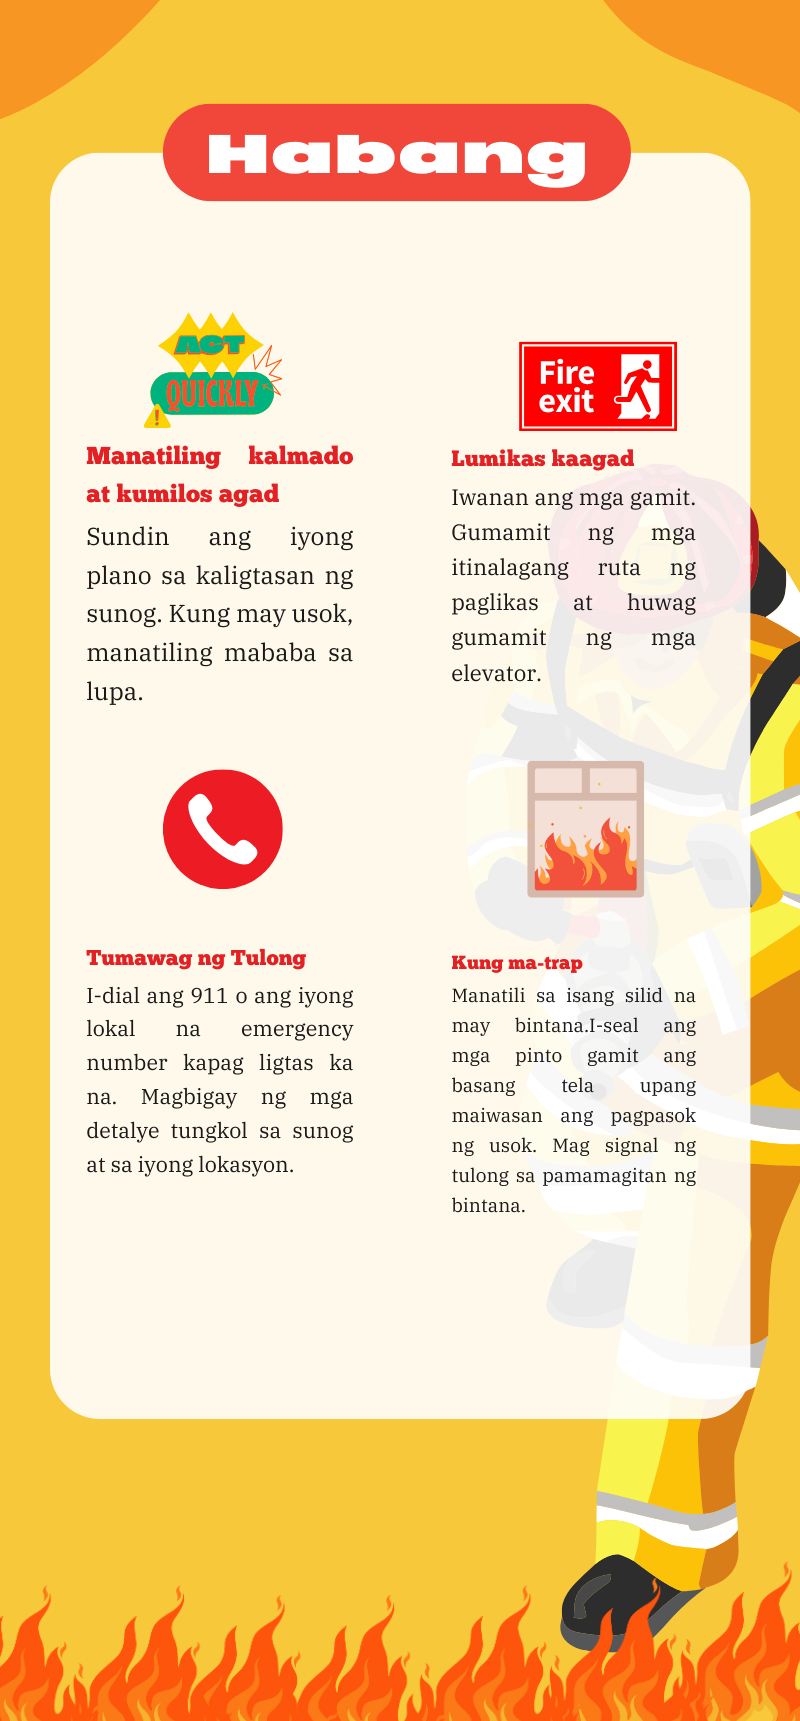 Habang
ACT
QUICKLY
!
Manatiling kalmado
at kumilos agad
Sundin ang iyong
plano sa kaligtasan ng
sunog. Kung may usok,
manatiling mababa sa
lupa.
Fire
exit
Lumikas kaagad
Iwanan ang mga gamit.
Gumamit ng mga
itinalagang ruta ng
paglikas at huwag
gumamit ng mga
elevator.
Tumawag ng Tulong
I-dial ang 911 o ang iyong
lokal na emergency
number kapag ligtas ka
na. Magbigay ng mga
detalye tungkol sa sunog
at sa iyong lokasyon.
Kung ma-trap
Manatili sa isang silid na
may bintana.I-seal ang
mga pinto gamit ang
basang tela upang
maiwasan ang pagpasok
ng usok. Mag signal ng
tulong sa pamamagitan ng
bintana.